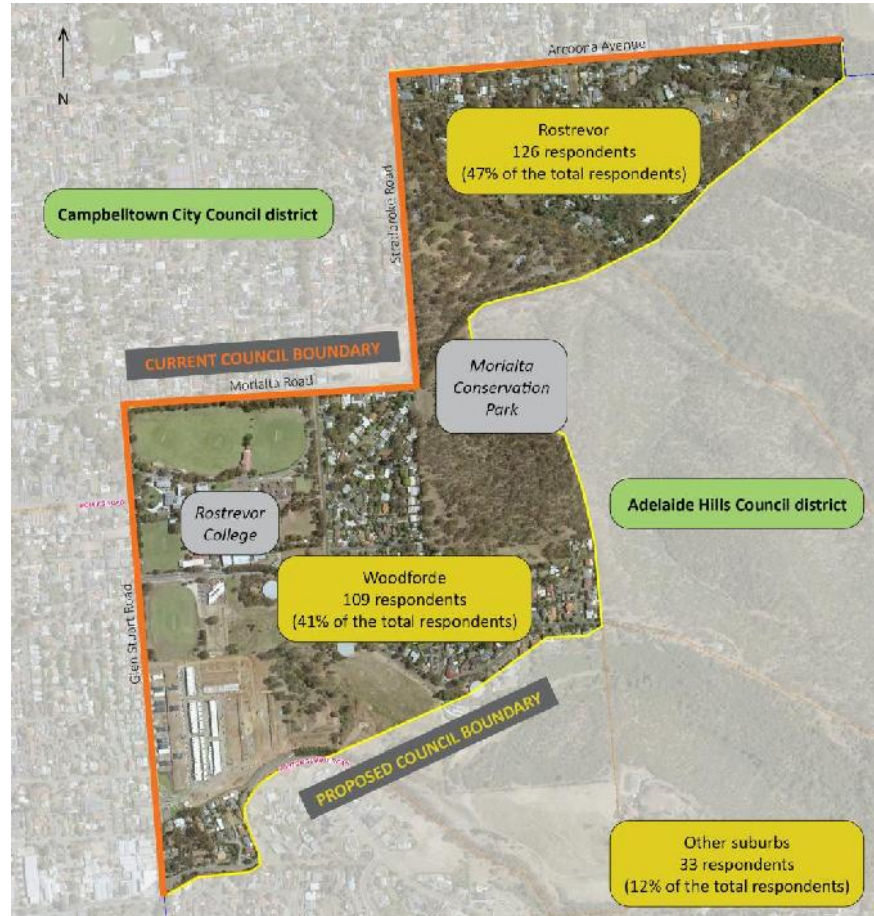 N
Arcoona Avenue
Rostrevor
126 respondents
(47% of the total respondents)
Stradbroke Road
Campbelltown City Council district
CURRENT COUNCIL BOUNDARY
Morialta Road
Morialta
Conservation
Park
Adelaide Hills Council district
Rostrevor
College
Woodforde
109 respondents
(41% of the total respondents)
Glen Stuart Road
PROPOSED COUNCIL BOUNDARY
ROAD
Other suburbs
33 respondents
(12% of the total respondents)